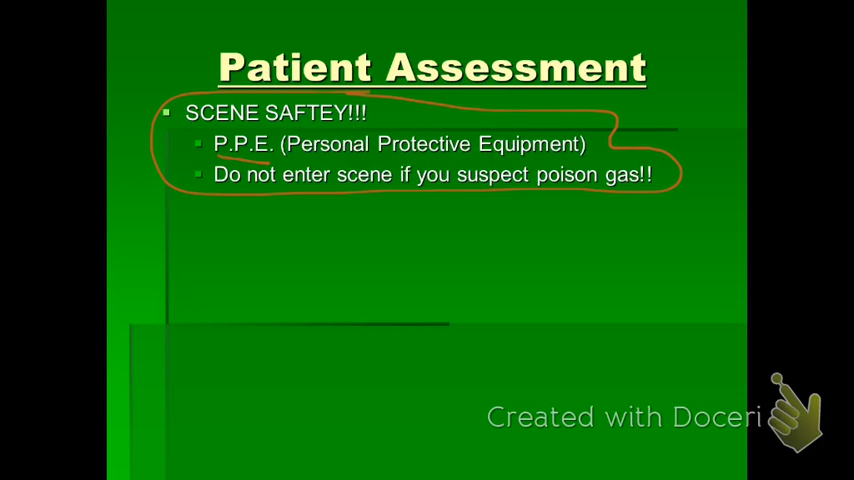 Patient Assessment
SCENE SAFTEY!!!
P.P.E. (Personal Protective Equipment)
Do not enter scene if you suspect poison gas!!
Created with Doceri